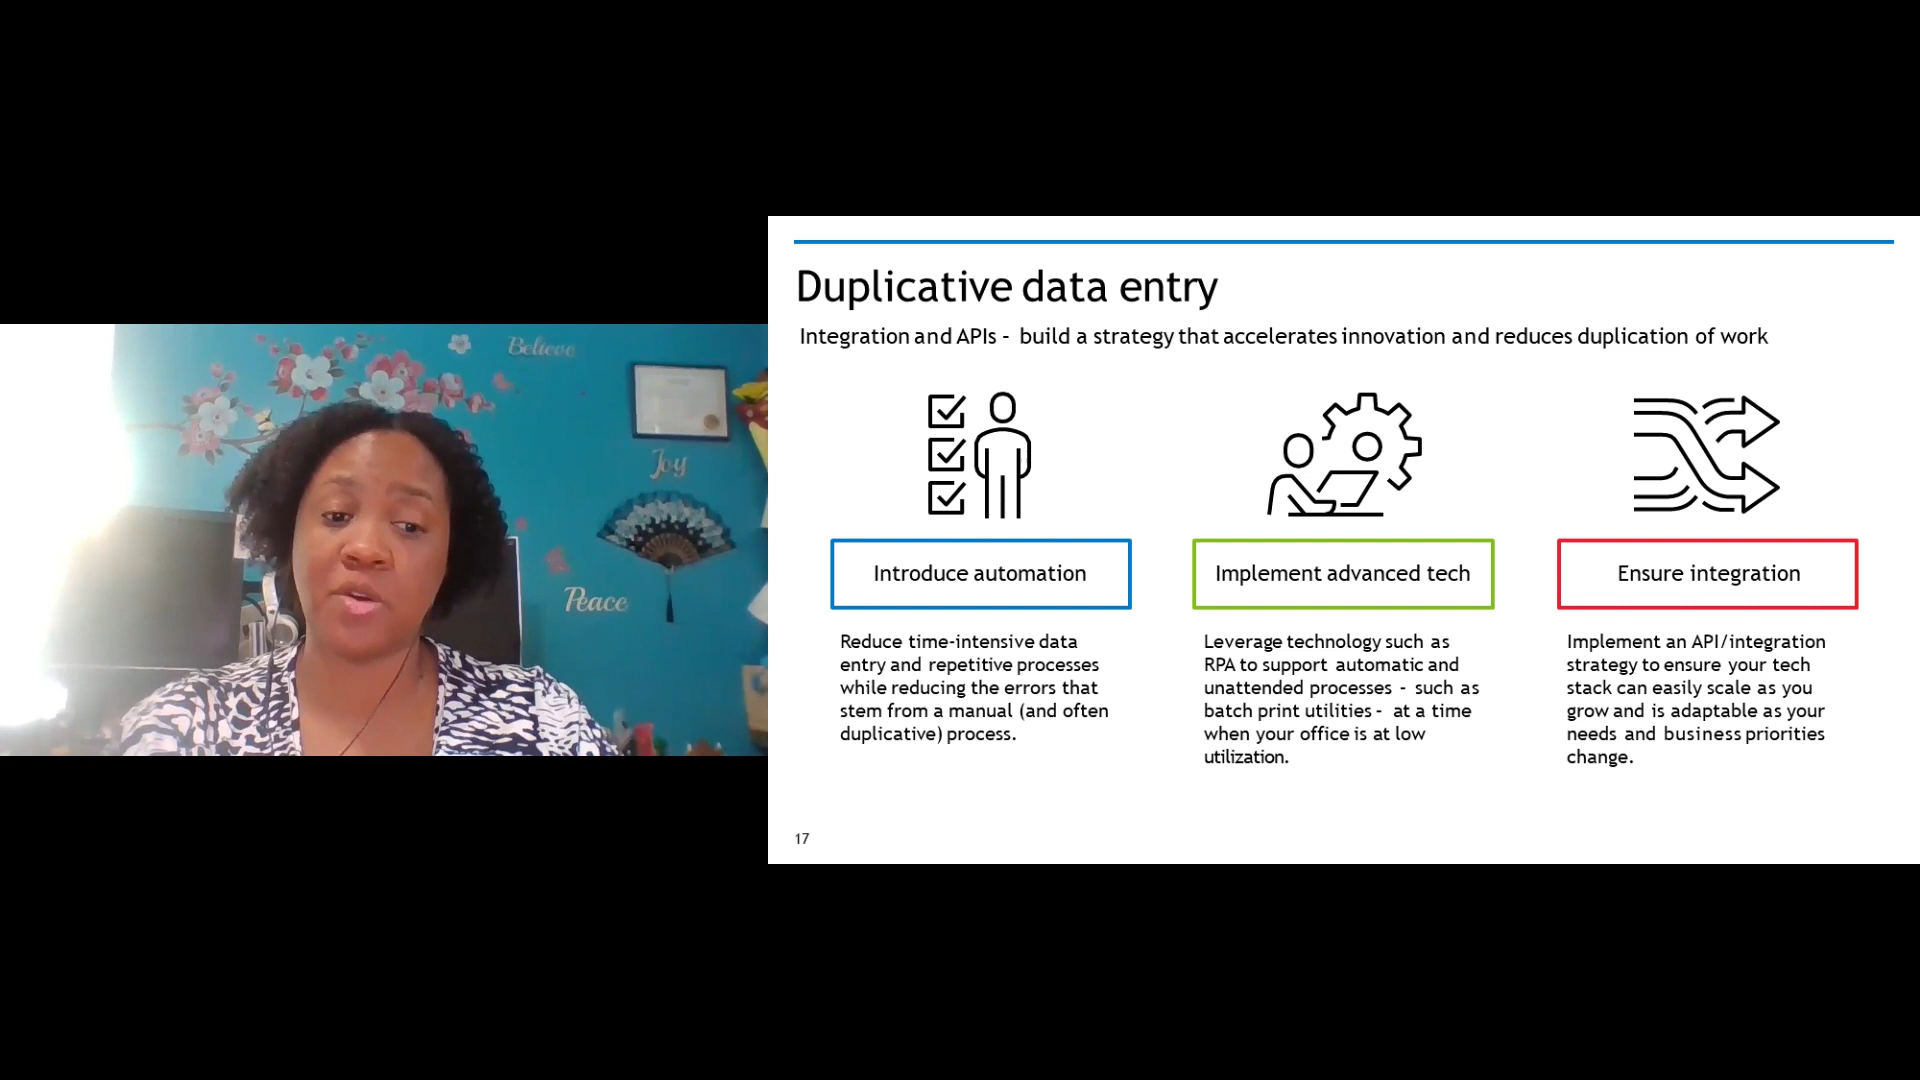 Believe
Joy
Peace
Duplicative data entry
Integration and APIs - build a strategy that accelerates innovation and reduces duplication of work
Introduce automation
Reduce time-intensive data
entry and repetitive processes
while reducing the errors that
stem from a manual (and often
duplicative) process.
Implement advanced tech
Leverage technology such as
RPA to support automatic and
unattended processes - such as
batch print utilities - at a time
when your office is at low
utilization.
Ensure integration
Implement an API/integration
strategy to ensure your tech
stack can easily scale as you
grow and is adaptable as your
needs and business priorities
change.
17